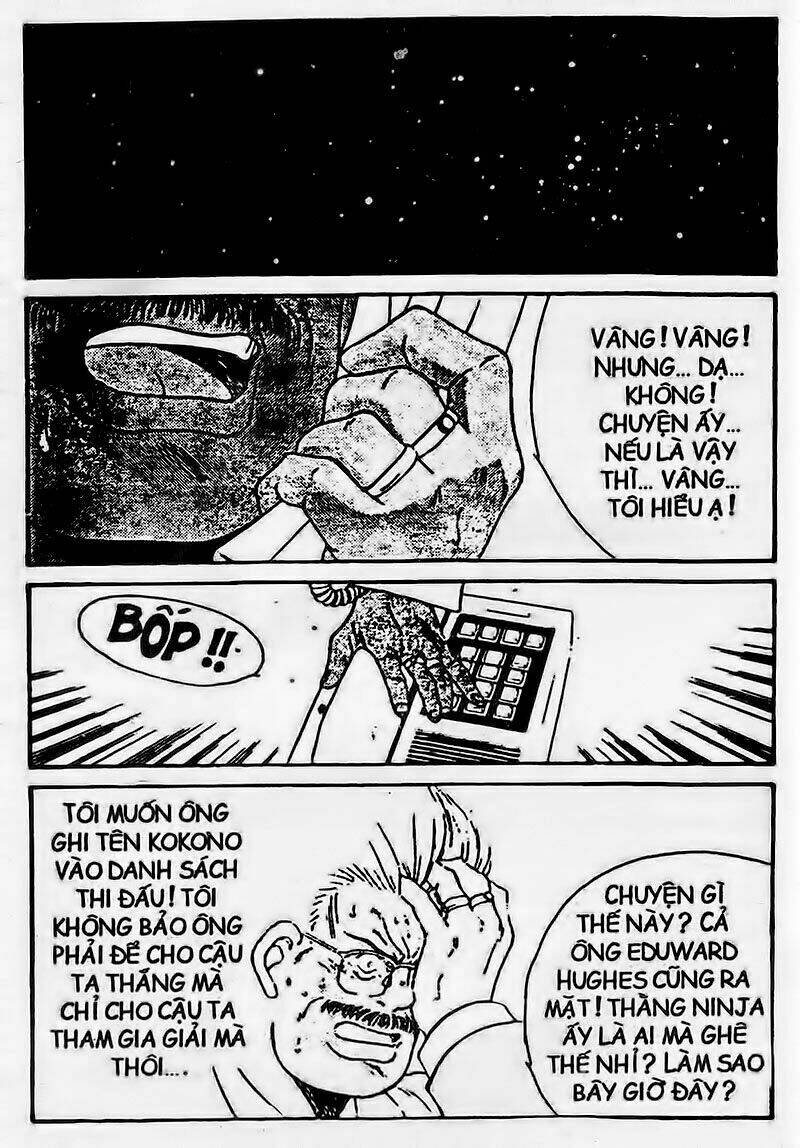 VÂNG! VÂNG!
NHƯNG... DẠ...
KHÔNG!
CHUYỆN ẤY...
NẾU LÀ VẬY
THÌ... VÂNG...
TÔI HIỂU Ạ!
BỐP!!
TÔI MUỐN ÔNG
GHI TÊN KOKONO
VÀO DANH SÁCH
THI ĐẤU! TÔI
KHÔNG BẢO ÔNG
PHẢI ĐỂ CHO CẬU
TA THẮNG MÀ
CHỈ CHO CẬU TA
THAM GIA GIẢI MÀ
THÔI....
CHUYỆN GÌ
THẾ NÀY? CẢ
ÔNG EDUWARD
HUGHES CŨNG RA
MẶT! THẰNG NINJA
ẤY LÀ AI MÀ GHÊ
THẾ NHỈ? LÀM SAO
BÂY GIỜ ĐÂY?